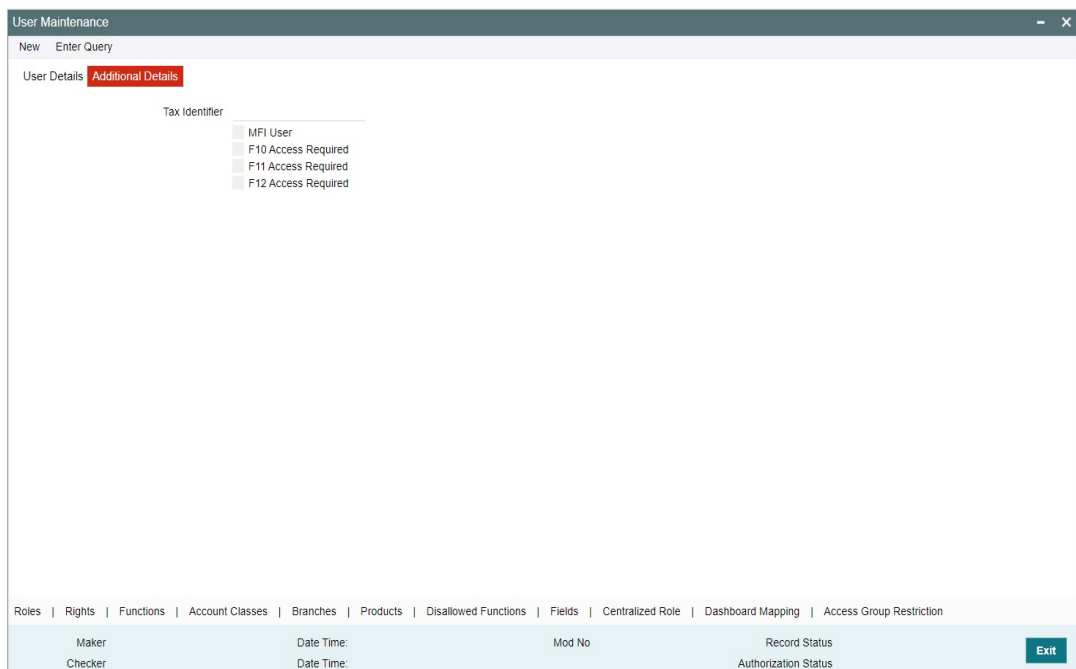 User Maintenance
New Enter Query
User Details Additional Details
Tax Identifier
MFI User
F10 Access Required
F11 Access Required
F12 Access Required
Roles | Rights | Functions | Account Classes | Branches | Products | Disallowed Functions | Fields | Centralized Role | Dashboard Mapping | Access Group Restriction
Maker Date Time: Mod No Record Status
Exit
Checker Date Time: Authorization Status